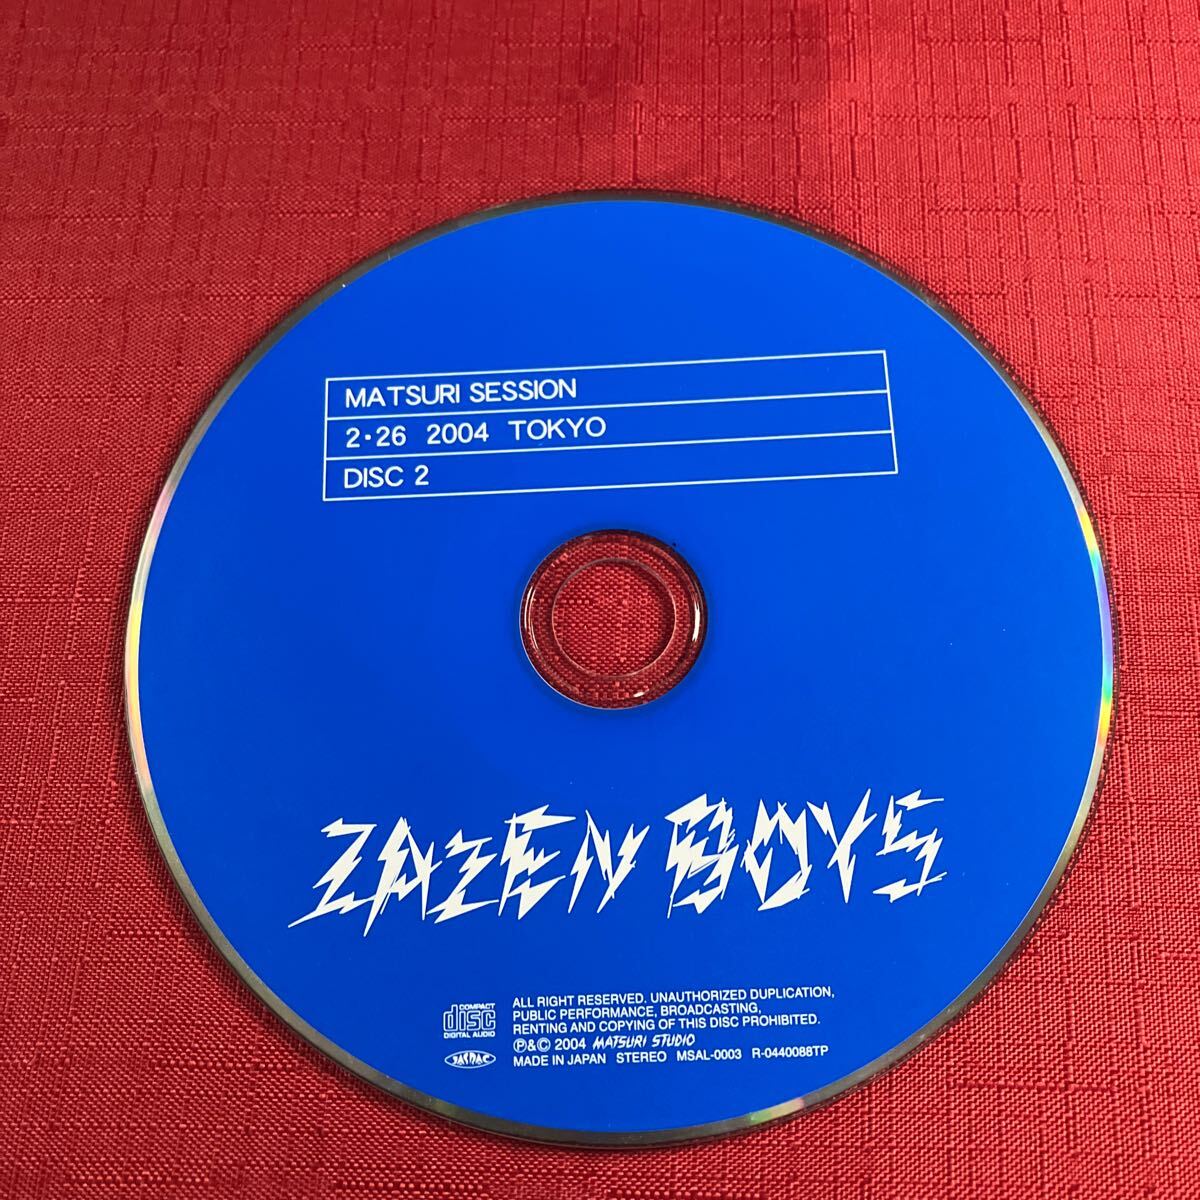 MATSURI SESSION
2・26 2004 TOKYO
DISC 2
ZAZEN BOYS
COMPACT
disc
DIGITAL AUDIO
JASRAC
ALL RIGHT RESERVED. UNAUTHORIZED DUPLICATION,
PUBLIC PERFORMANCE, BROADCASTING,
RENTING AND COPYING OF THIS DISC PROHIBITED.
Ⓟ&© 2004 MATSURI STUDIO
MADE IN JAPAN STEREO MSAL-0003 R-0440088TP